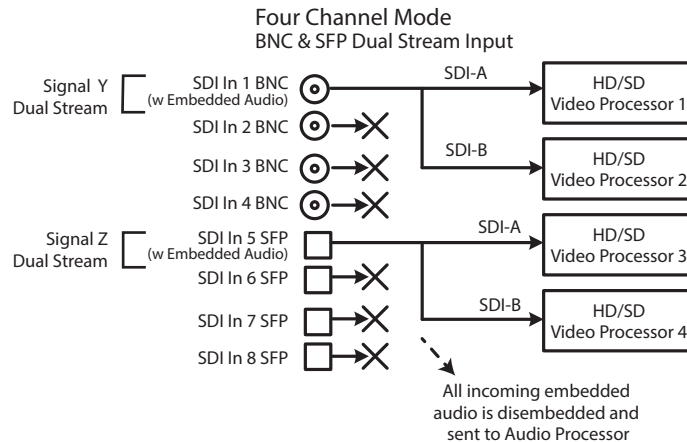 Four Channel Mode
BNC & SFP Dual Stream Input
Signal Y
Dual Stream
SDI In 1 BNC
(w Embedded Audio)
SDI In 2 BNC
SDI In 3 BNC
SDI In 4 BNC
SDI-A
HD/SD
Video Processor 1
SDI-B
HD/SD
Video Processor 2
Signal Z
Dual Stream
SDI In 5 SFP
(w Embedded Audio)
SDI In 6 SFP
SDI In 7 SFP
SDI In 8 SFP
SDI-A
HD/SD
Video Processor 3
SDI-B
HD/SD
Video Processor 4
All incoming embedded
audio is disembedded and
sent to Audio Processor